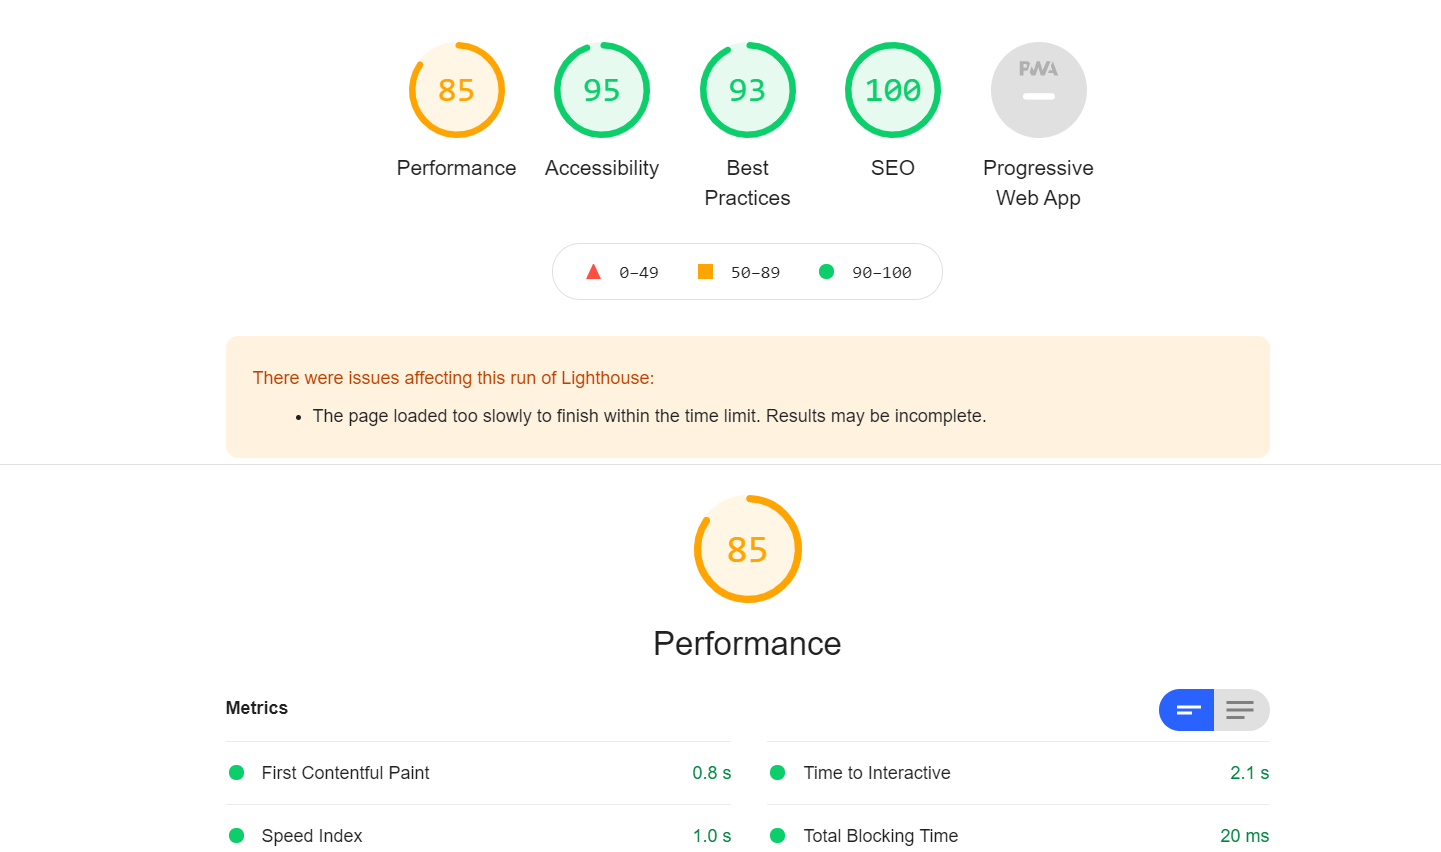 85
95
93
100
PWA
Performance
Accessibility
Best
Practices
SEO
Progressive
Web App
0–49
50–89
90–100
There were issues affecting this run of Lighthouse:
• The page loaded too slowly to finish within the time limit. Results may be incomplete.
85
Performance
Metrics
First Contentful Paint 0.8 s
Time to Interactive 2.1 s
Speed Index 1.0 s
Total Blocking Time 20 ms